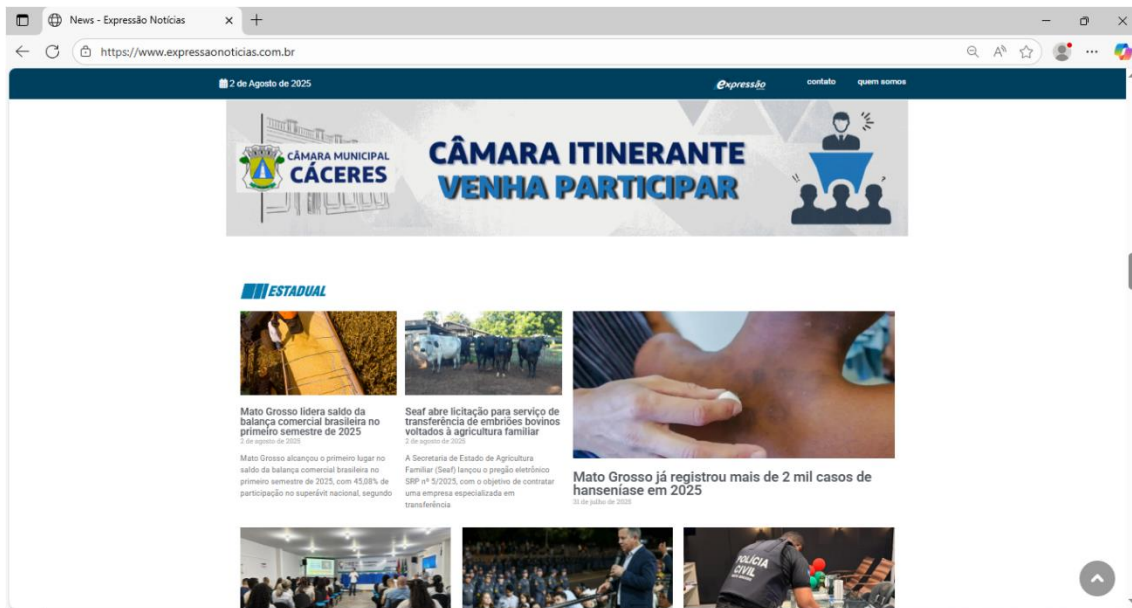 News - Expressão Notícias
https://www.expressaonoticias.com.br
2 de Agosto de 2025
expressão
contato
quem somos
CÂMARA MUNICIPAL
CÁCERES
CÂMARA ITINERANTE
VENHA PARTICIPAR
ESTADUAL
Mato Grosso lidera saldo da
balança comercial brasileira no
primeiro semestre de 2025
2 de agosto de 2025
Mato Grosso alcançou o primeiro lugar no
saldo da balança comercial brasileira no
primeiro semestre de 2025, com 45,08% de
participação no superávit nacional, segundo
Seaf abre licitação para serviço de
transferência de embriões bovinos
voltados à agricultura familiar
2 de agosto de 2025
A Secretaria de Estado de Agricultura
Familiar (Seaf) lançou o pregão eletrônico
SRP nº 5/2025, com o objetivo de contratar
uma empresa especializada em
transferência
Mato Grosso já registrou mais de 2 mil casos de
hanseníase em 2025
31 de julho de 2025
POLÍCIA
CIVIL